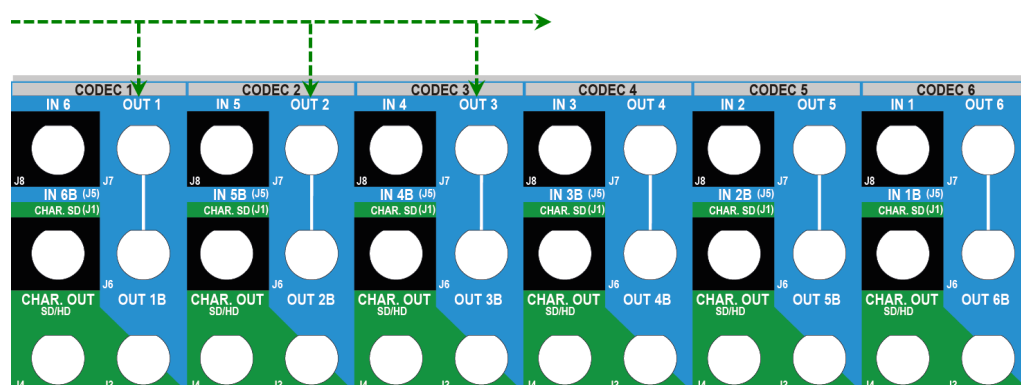 CODEC 1 CODEC 2 CODEC 3 CODEC 4 CODEC 5 CODEC 6
IN 6 OUT 1 IN 5 OUT 2 IN 4 OUT 3 IN 3 OUT 4 IN 2 OUT 5 IN 1 OUT 6
J8 J7 J8 J7 J8 J7 J8 J7 J8 J7 J8 J7
IN 6B (J5) IN 5B (J5) IN 4B (J5) IN 3B (J5) IN 2B (J5) IN 1B (J5)
CHAR. SD (J1) CHAR. SD (J1) CHAR. SD (J1) CHAR. SD (J1) CHAR. SD (J1) CHAR. SD (J1)
J6 J6 J6 J6 J6 J6
CHAR. OUT OUT 1B CHAR. OUT OUT 2B CHAR. OUT OUT 3B CHAR. OUT OUT 4B CHAR. OUT OUT 5B CHAR. OUT OUT 6B
SD/HD SD/HD SD/HD SD/HD SD/HD SD/HD